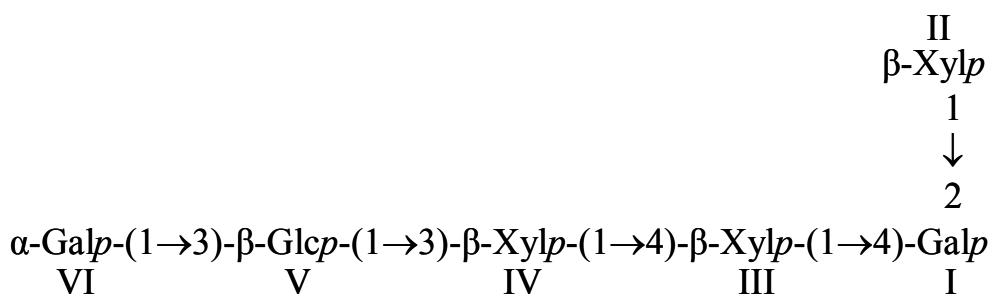 II
β-Xylp
1
↓
2
α-Galp-(1→3)-β-Glcp-(1→3)-β-Xylp-(1→4)-β-Xylp-(1→4)-Galp
VI V IV III I